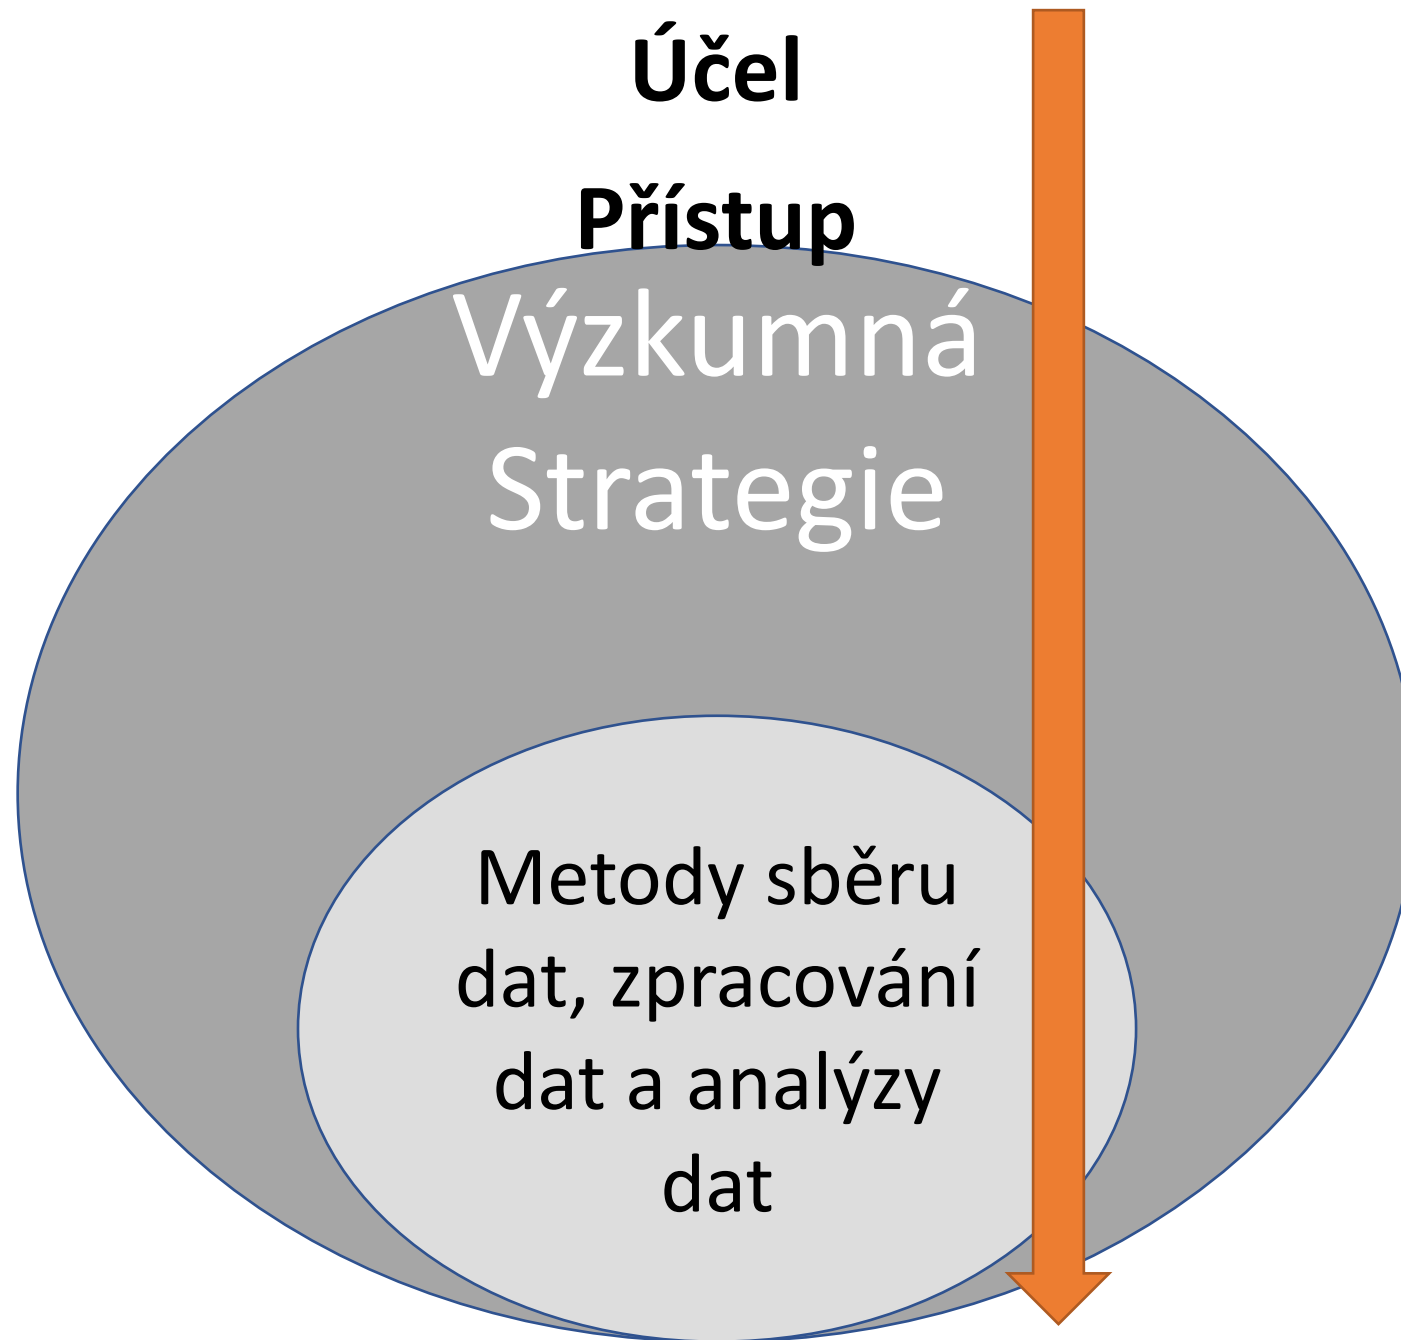 Účel
Přístup
Výzkumná
Strategie
Metody sběru
dat, zpracování
dat a analýzy
dat